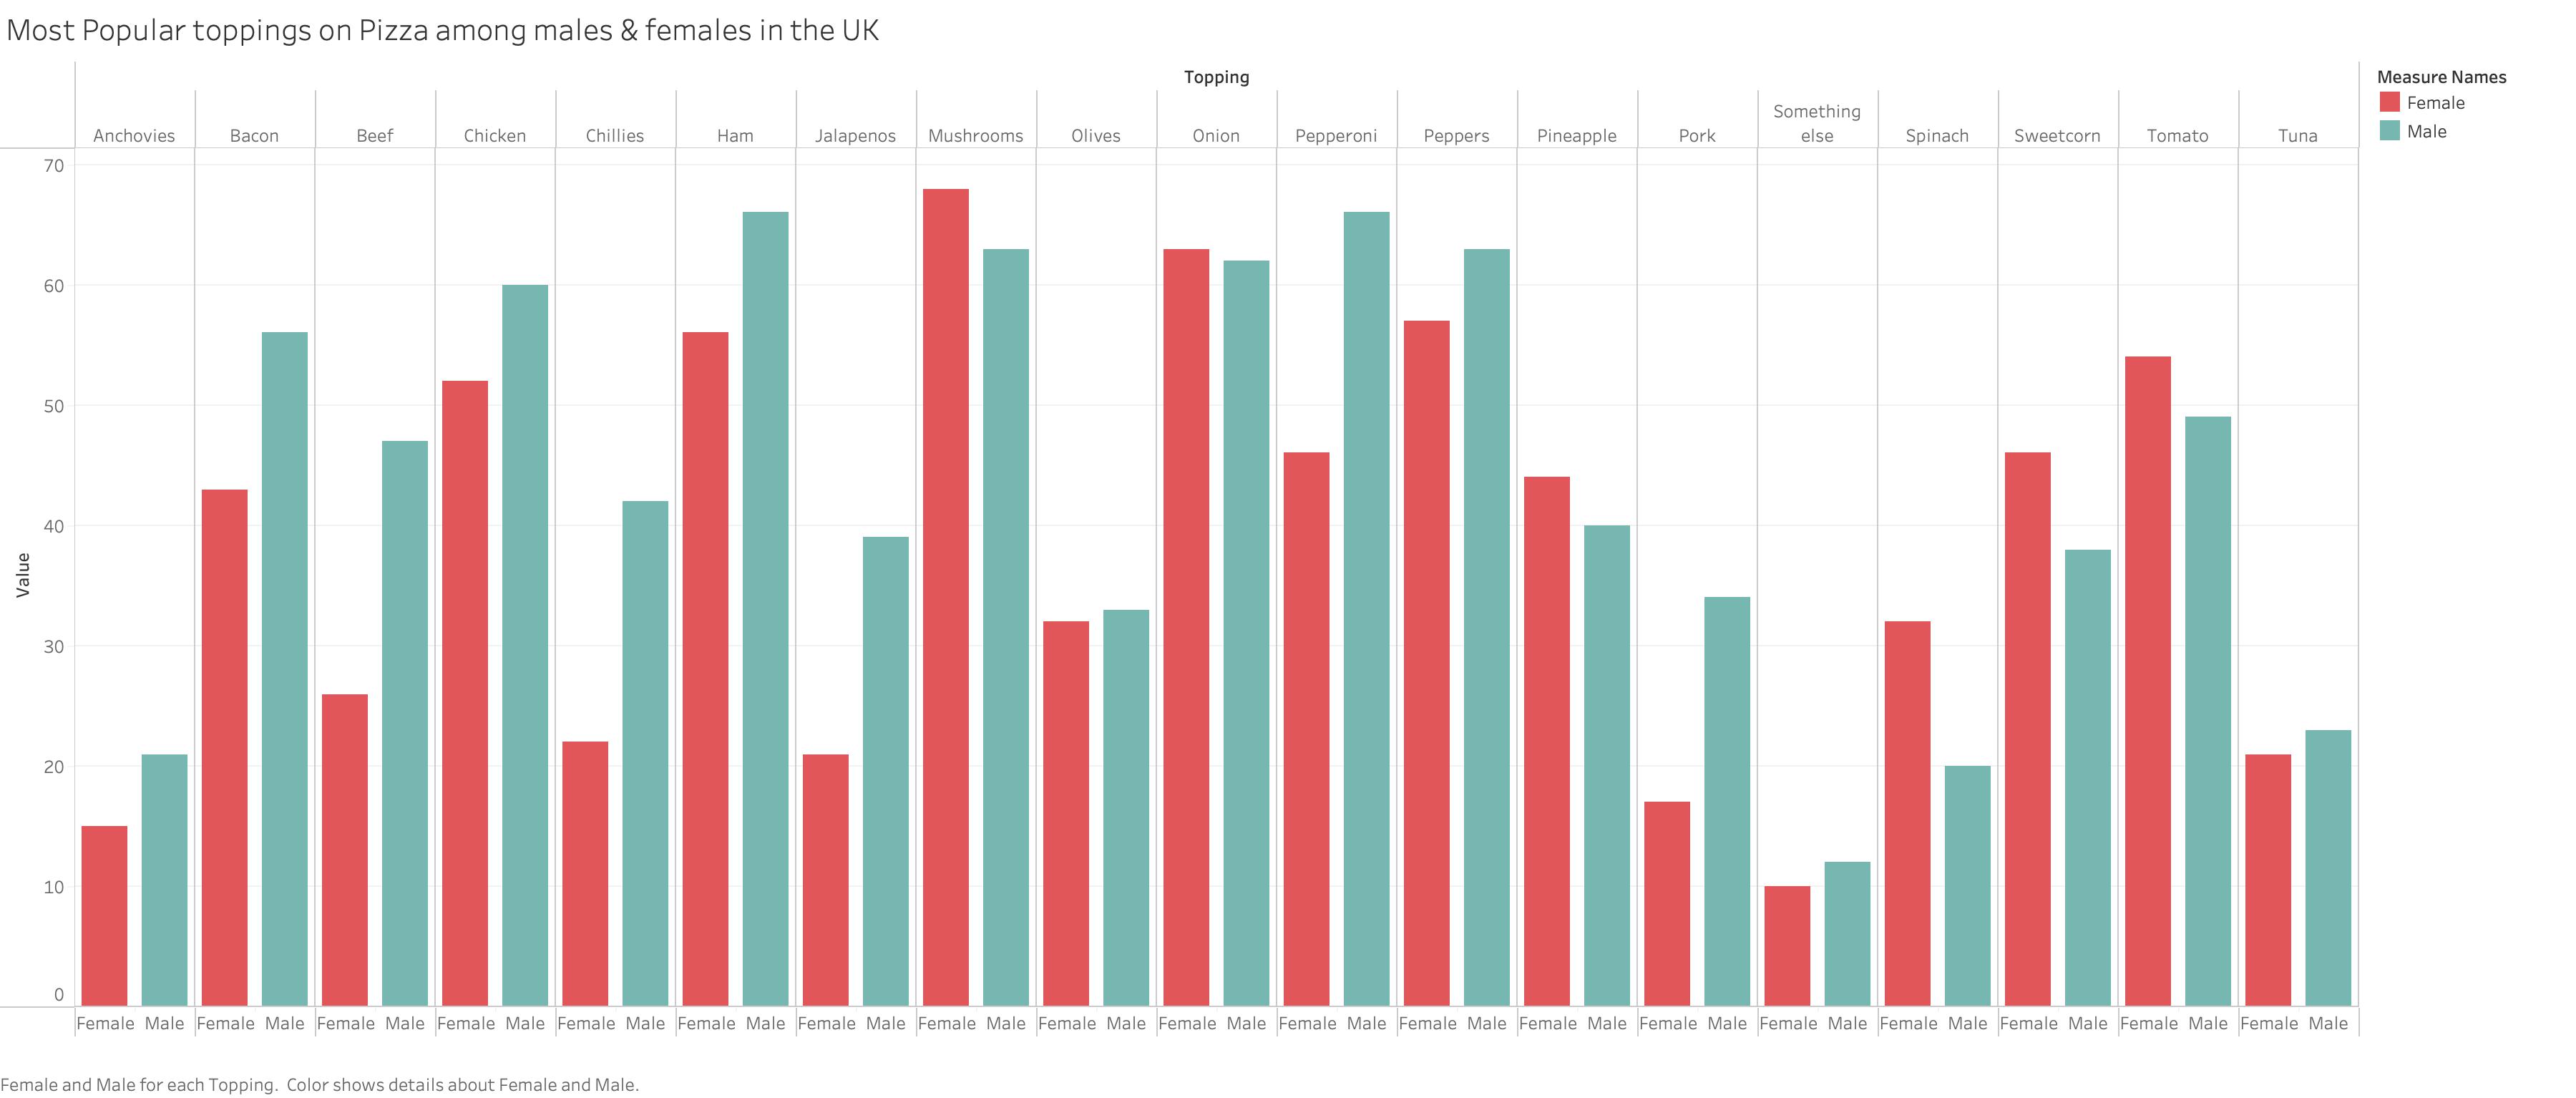 Most Popular toppings on Pizza among males & females in the UK
Topping
Anchovies Bacon Beef Chicken Chillies Ham Jalapenos Mushrooms Olives Onion Pepperoni Peppers Pineapple Pork Something else Spinach Sweetcorn Tomato Tuna
Measure Names
Female
Male
70
60
50
40
30
20
10
0
Value
Female Male Female Male Female Male Female Male Female Male Female Male Female Male Female Male Female Male Female Male Female Male Female Male Female Male Female Male Female Male Female Male Female Male Female Male Female Male
Female and Male for each Topping. Color shows details about Female and Male.